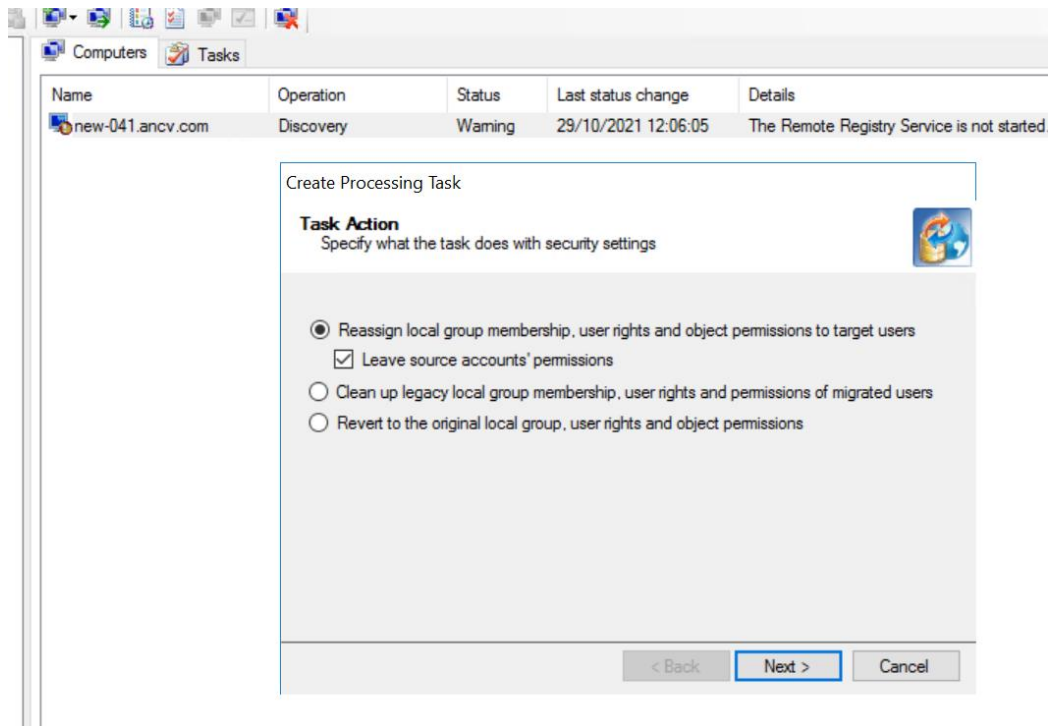 Computers Tasks
Name Operation Status Last status change Details
new-041.ancv.com Discovery Warning 29/10/2021 12:06:05 The Remote Registry Service is not started.
Create Processing Task
Task Action
Specify what the task does with security settings
Reassign local group membership, user rights and object permissions to target users
Leave source accounts' permissions
Clean up legacy local group membership, user rights and permissions of migrated users
Revert to the original local group, user rights and object permissions
< Back Next > Cancel